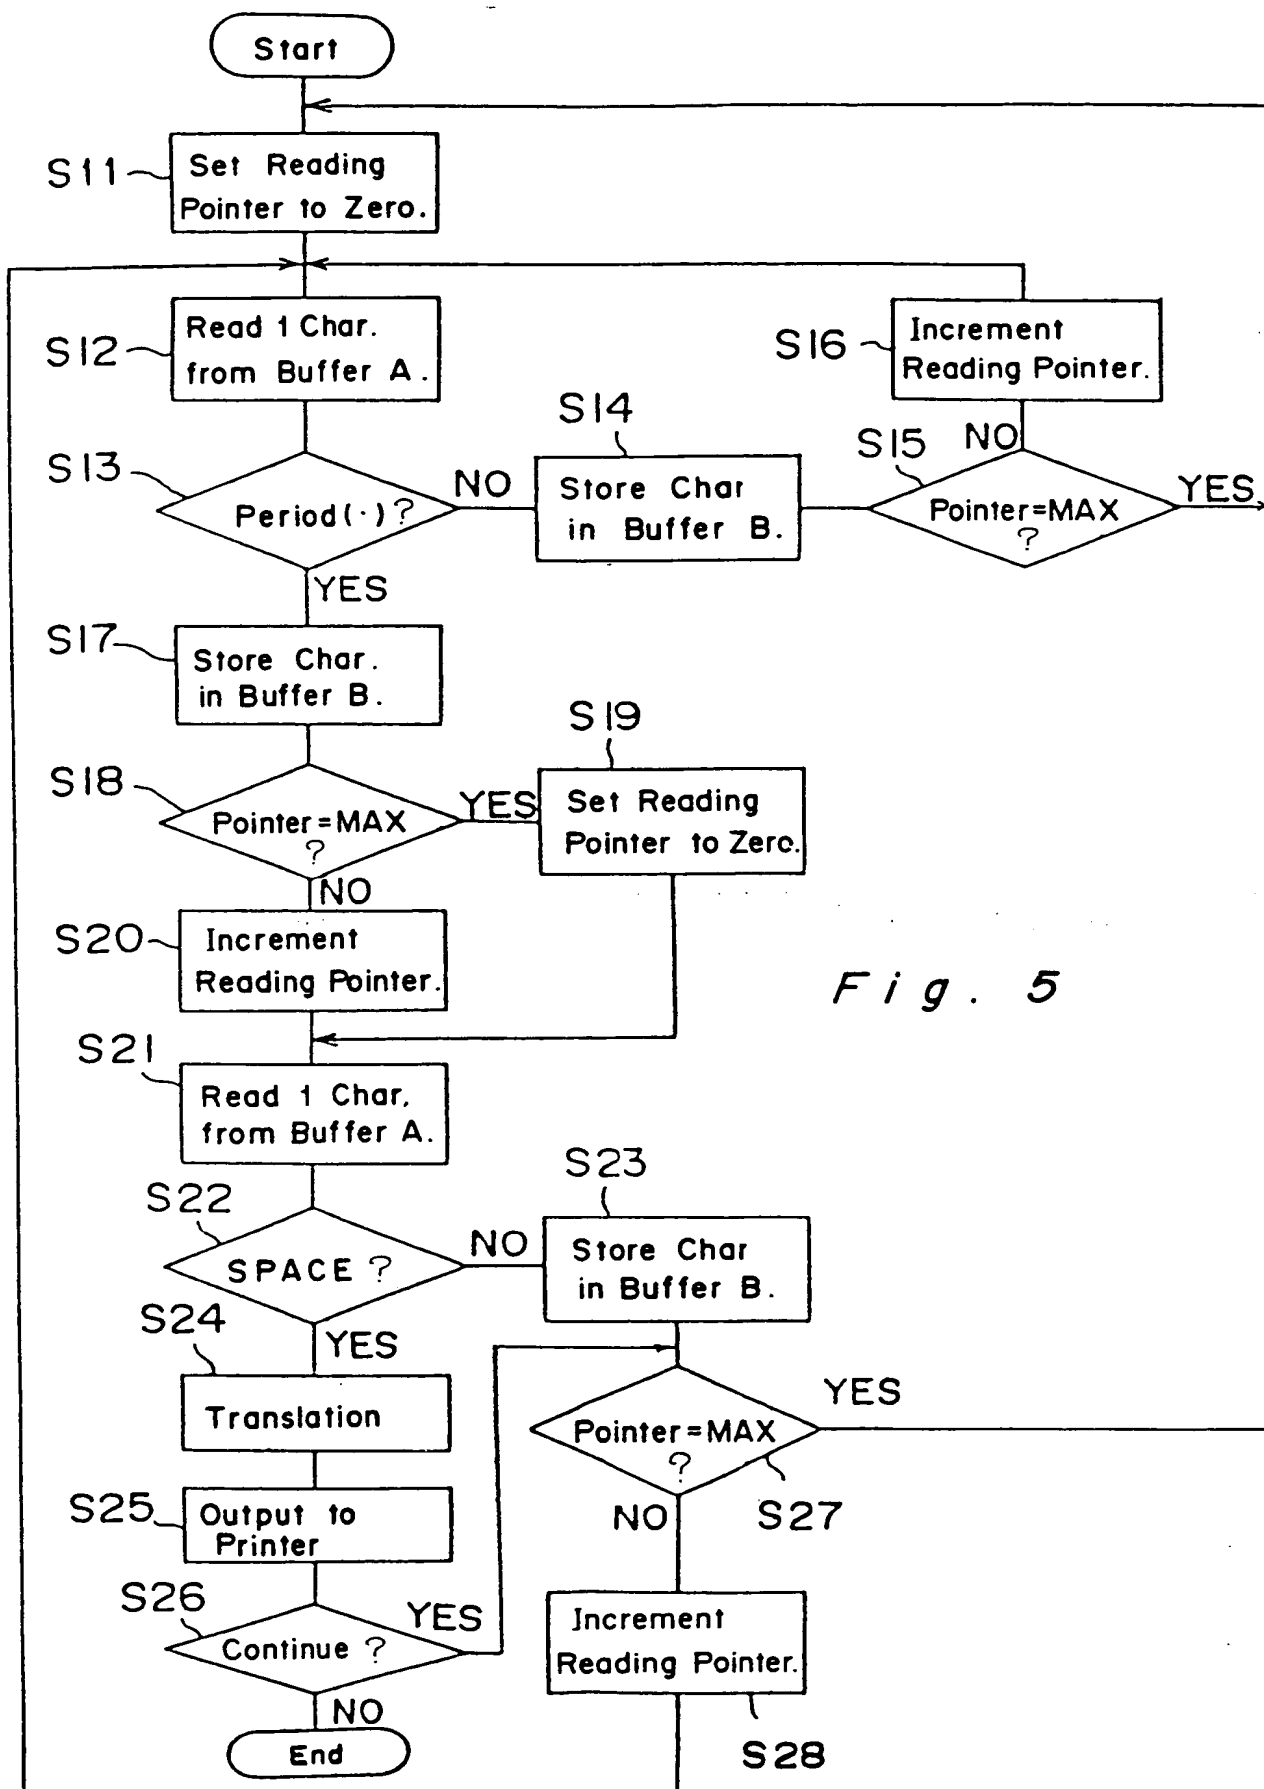 Start
S11
Set Reading
Pointer to Zero.
S12
Read 1 Char.
from Buffer A.
S16
Increment
Reading Pointer.
S13
Period(·)?
NO
S14
Store Char
in Buffer B.
S15
NO
Pointer=MAX
?
YES
YES
S17
Store Char.
in Buffer B.
S18
Pointer=MAX
?
YES
S19
Set Reading
Pointer to Zero.
NO
S20
Increment
Reading Pointer.
Fig. 5
S21
Read 1 Char,
from Buffer A.
S22
SPACE ?
NO
S23
Store Char
in Buffer B.
S24
YES
Translation
Pointer=MAX
?
YES
S27
NO
S25
Output to
Printer
S26
Continue ?
YES
Increment
Reading Pointer.
S28
NO
End